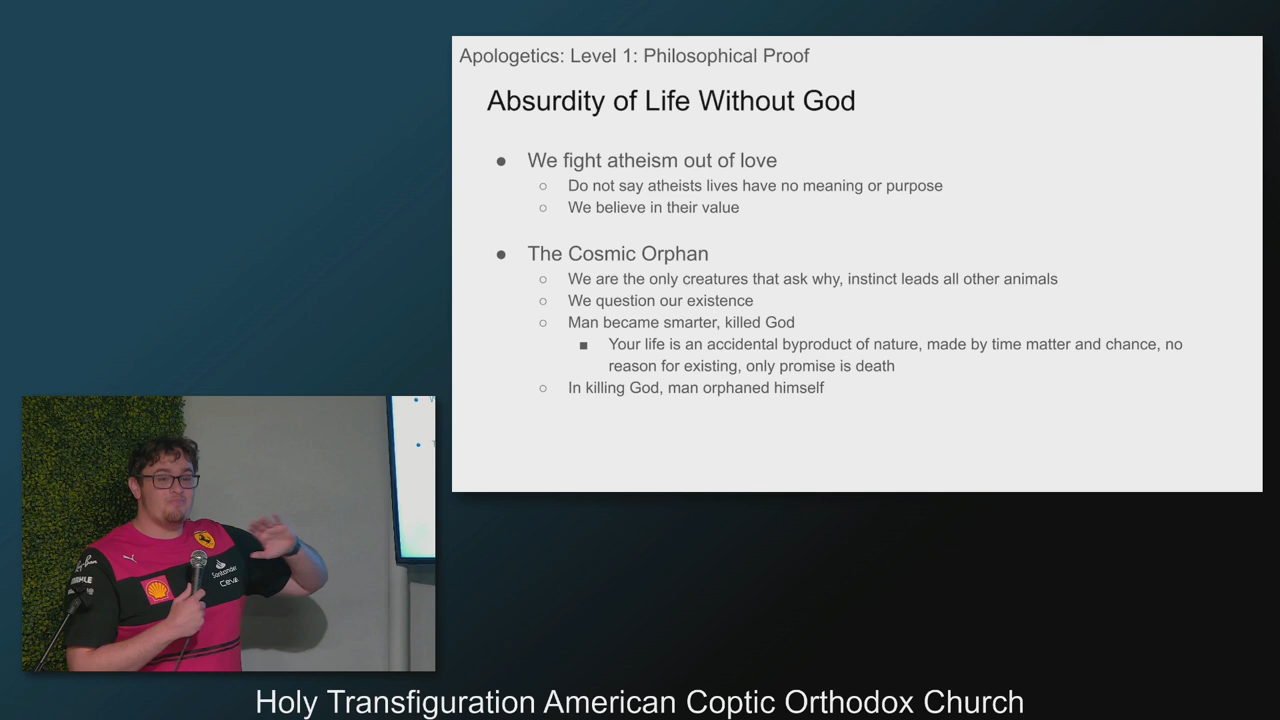 Apologetics: Level 1: Philosophical Proof
Absurdity of Life Without God
● We fight atheism out of love
○ Do not say atheists lives have no meaning or purpose
○ We believe in their value
● The Cosmic Orphan
○ We are the only creatures that ask why, instinct leads all other animals
○ We question our existence
○ Man became smarter, killed God
■ Your life is an accidental byproduct of nature, made by time matter and chance, no
reason for existing, only promise is death
○ In killing God, man orphaned himself
Santander
Ceva
Holy Transfiguration American Coptic Orthodox Church